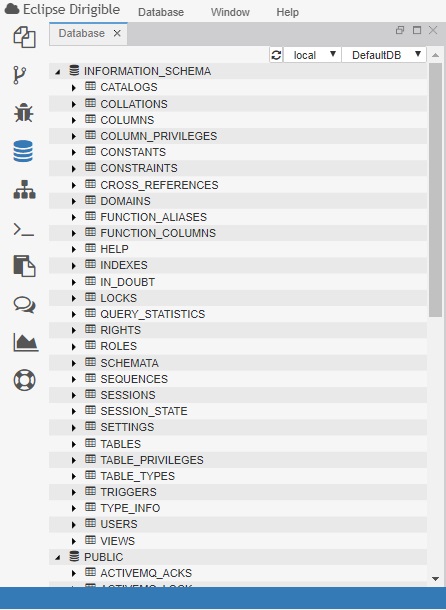 Eclipse Dirigible Database Window Help
Database
local DefaultDB
INFORMATION_SCHEMA
CATALOGS
COLLATIONS
COLUMNS
COLUMN_PRIVILEGES
CONSTANTS
CONSTRAINTS
CROSS_REFERENCES
DOMAINS
FUNCTION_ALIASES
FUNCTION_COLUMNS
HELP
INDEXES
IN_DOUBT
LOCKS
QUERY_STATISTICS
RIGHTS
ROLES
SCHEMATA
SEQUENCES
SESSIONS
SESSION_STATE
SETTINGS
TABLES
TABLE_PRIVILEGES
TABLE_TYPES
TRIGGERS
TYPE_INFO
USERS
VIEWS
PUBLIC
ACTIVEMQ_ACKS
ACTIVEMQ_LOCK